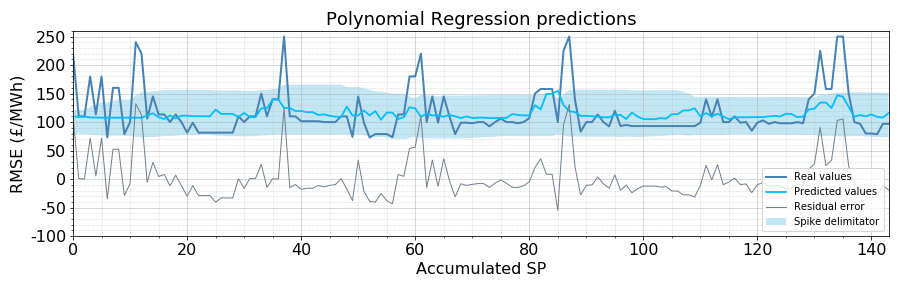 Polynomial Regression predictions
RMSE (£/MWh)
250
200
150
100
50
0
-50
-100
0
20
40
60
80
100
120
140
Accumulated SP
Real values
Predicted values
Residual error
Spike delimitator